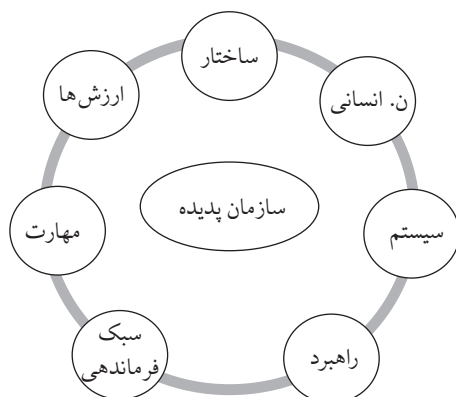 ساختار
ن. انسانی
ارزش‌ها
سازمان پدیده
سیستم
مهارت
سبک
فرماندهی
راهبرد